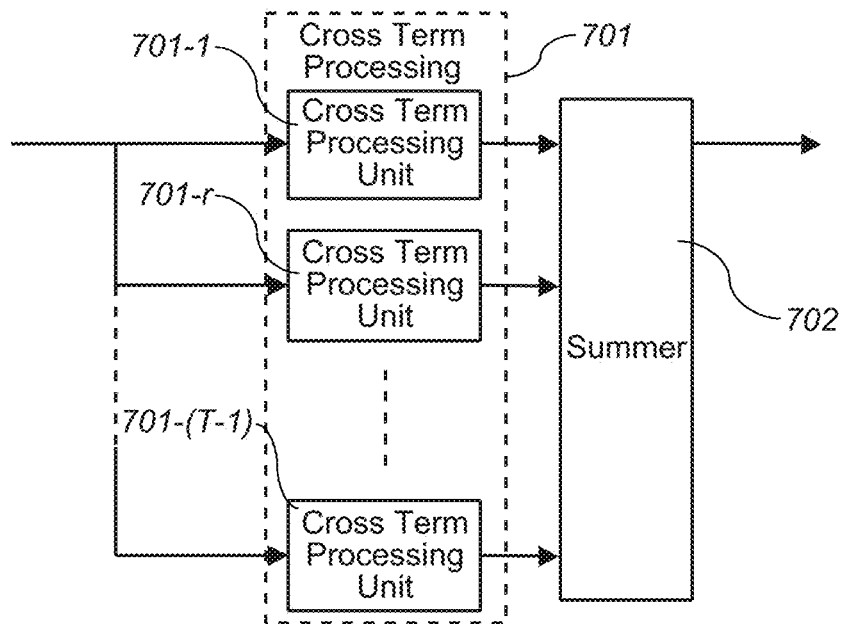 701-1
Cross Term
Processing
701
Cross Term
Processing
Unit
701-r
Cross Term
Processing
Unit
702
Summer
701-(T-1)
Cross Term
Processing
Unit